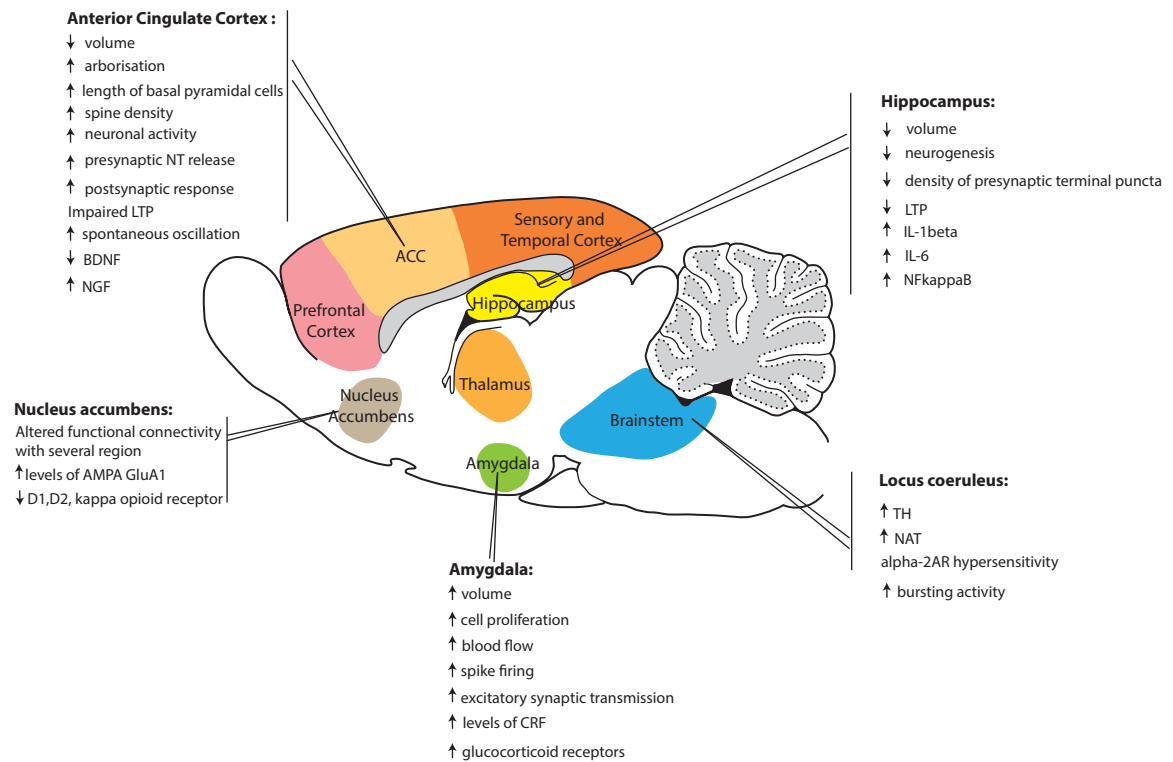 Anterior Cingulate Cortex :
↓ volume
↑ arborisation
↑ length of basal pyramidal cells
↑ spine density
↑ neuronal activity
↑ presynaptic NT release
↑ postsynaptic response
Impaired LTP
↑ spontaneous oscillation
↓ BDNF
↑ NGF
Hippocampus:
↓ volume
↓ neurogenesis
↓ density of presynaptic terminal puncta
↓ LTP
↑ IL-1beta
↑ IL-6
↑ NFkappaB
Sensory and
Temporal Cortex
ACC
Prefrontal
Cortex
Hippocampus
Thalamus
Nucleus
Accumbens
Brainstem
Amygdala
Nucleus accumbens:
Altered functional connectivity
with several region
↑ levels of AMPA GluA1
↓ D1,D2, kappa opioid receptor
Locus coeruleus:
↑ TH
↑ NAT
alpha-2AR hypersensitivity
↑ bursting activity
Amygdala:
↑ volume
↑ cell proliferation
↑ blood flow
↑ spike firing
↑ excitatory synaptic transmission
↑ levels of CRF
↑ glucocorticoid receptors